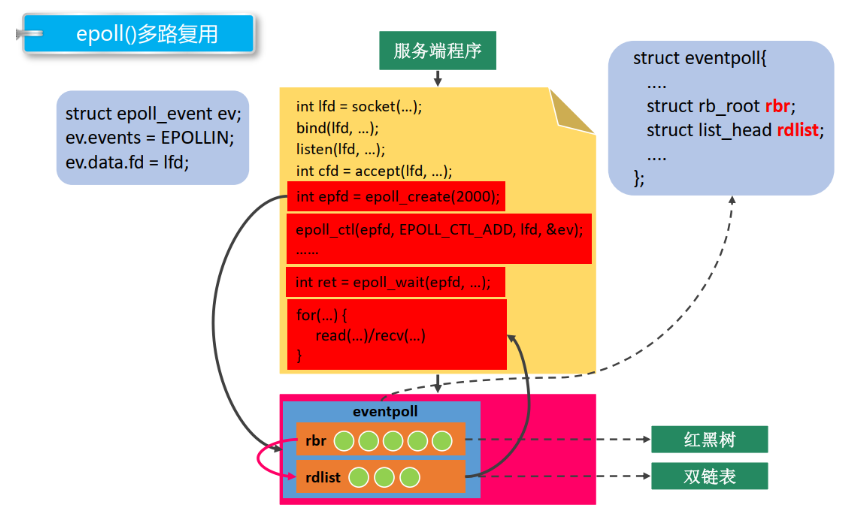 epoll()多路复用
服务端程序
struct epoll_event ev;
ev.events = EPOLLIN;
ev.data.fd = lfd;
int lfd = socket(...);
bind(lfd, ...);
listen(lfd, ...);
int cfd = accept(lfd, ...);
int epfd = epoll_create(2000);
epoll_ctl(epfd, EPOLL_CTL_ADD, lfd, &ev);
......
int ret = epoll_wait(epfd, ...);
for(...) {
read(...)/recv(...)
}
struct eventpoll{
....
struct rb_root rbr;
struct list_head rdlist;
....
};
eventpoll
rbr
rdlist
红黑树
双链表